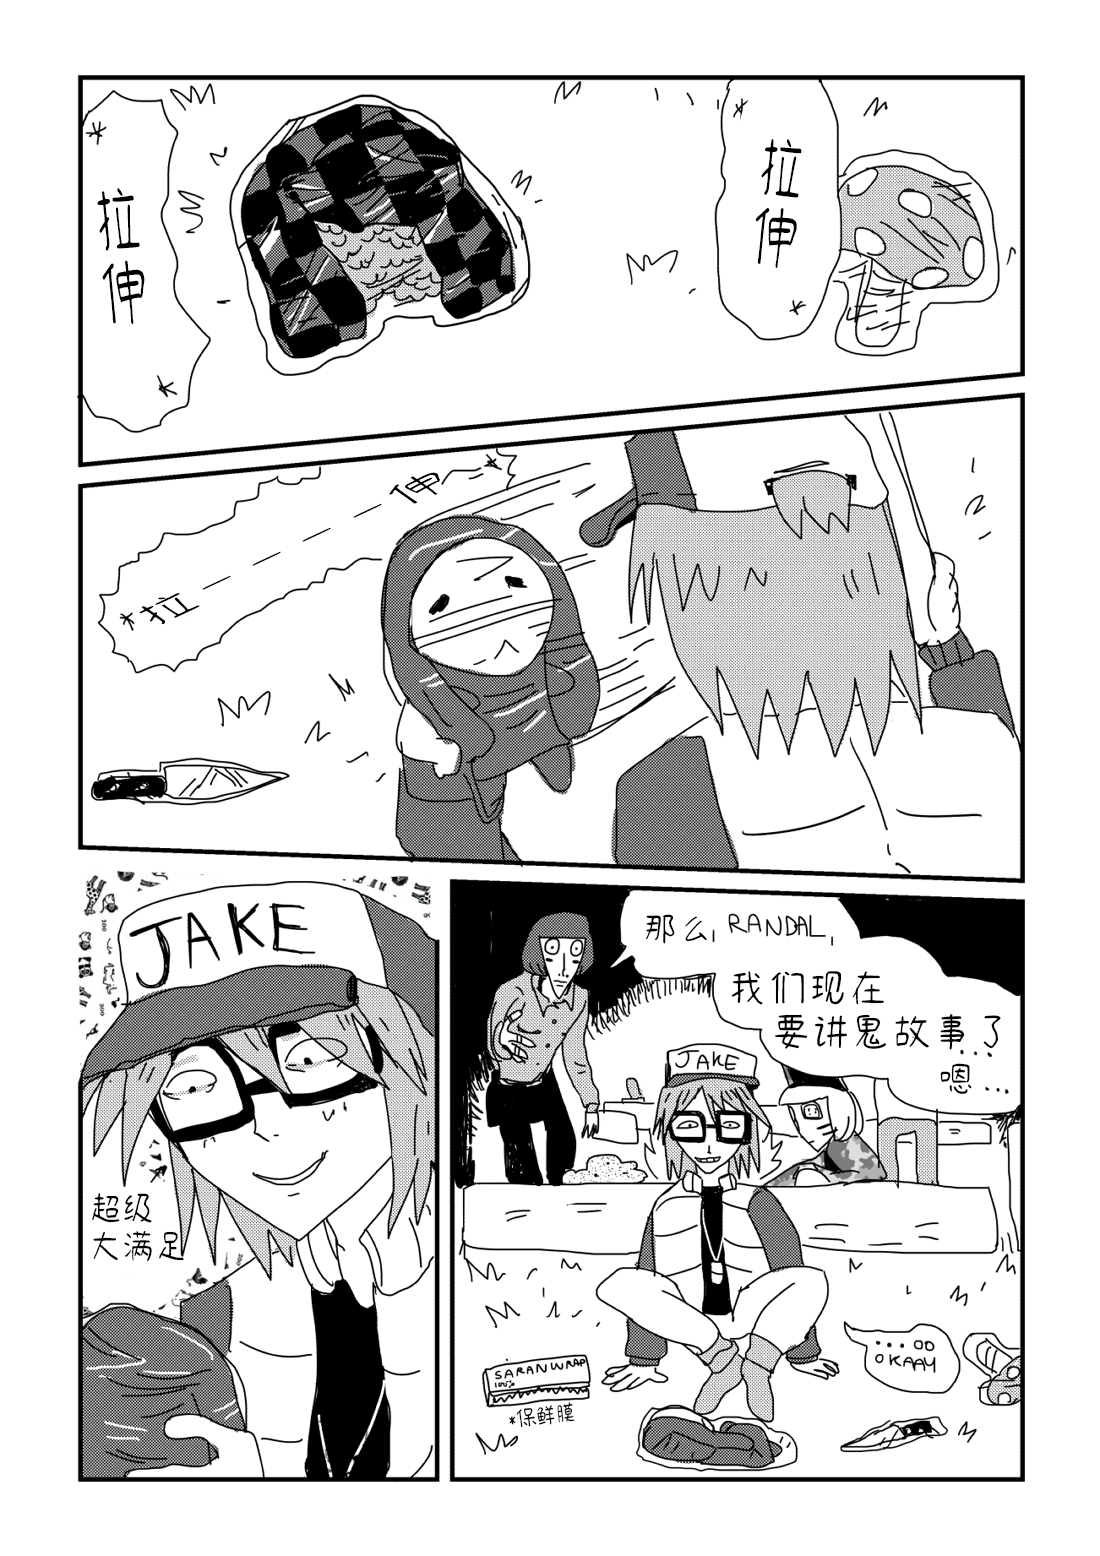 *拉伸*
*拉伸*
*拉——伸~*
JAKE
超级
大满足
那么, RANDAL,
我们现在
要讲鬼故事了...
嗯...
JAKE
...OO
OKAAY
SARANWRAP
100%
*保鲜膜